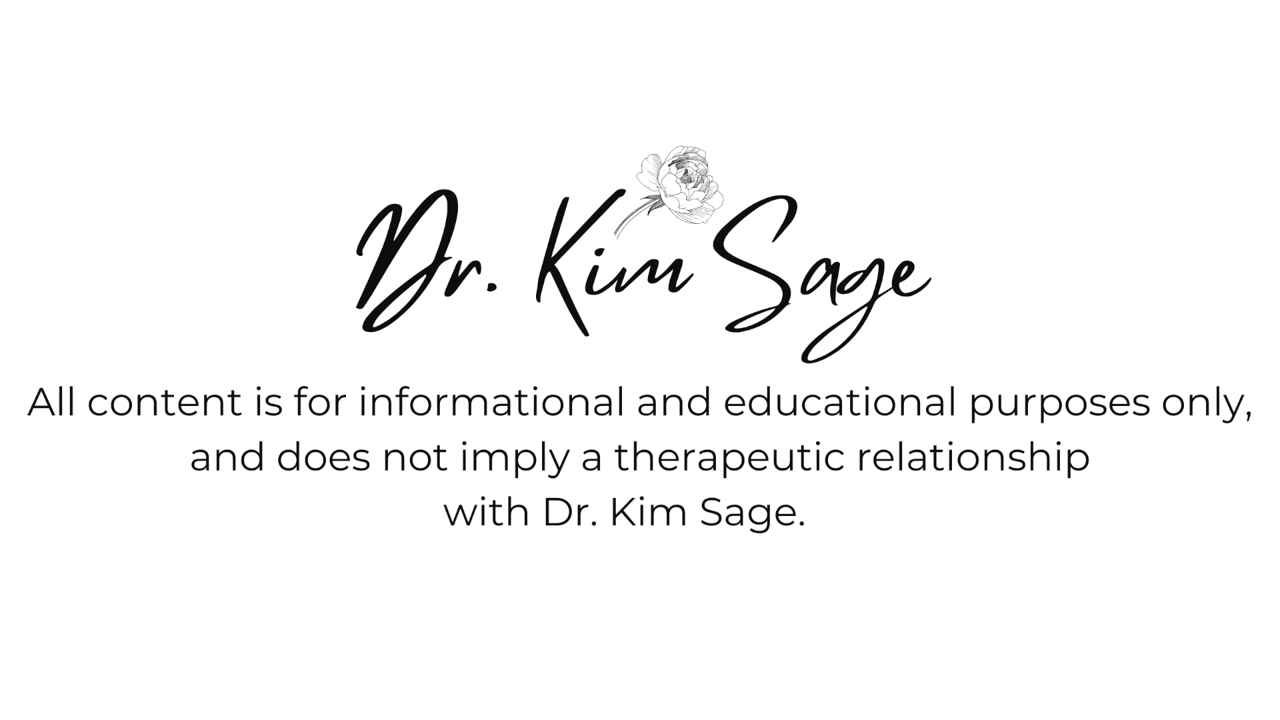 Dr. Kim Sage
All content is for informational and educational purposes only,
and does not imply a therapeutic relationship
with Dr. Kim Sage.